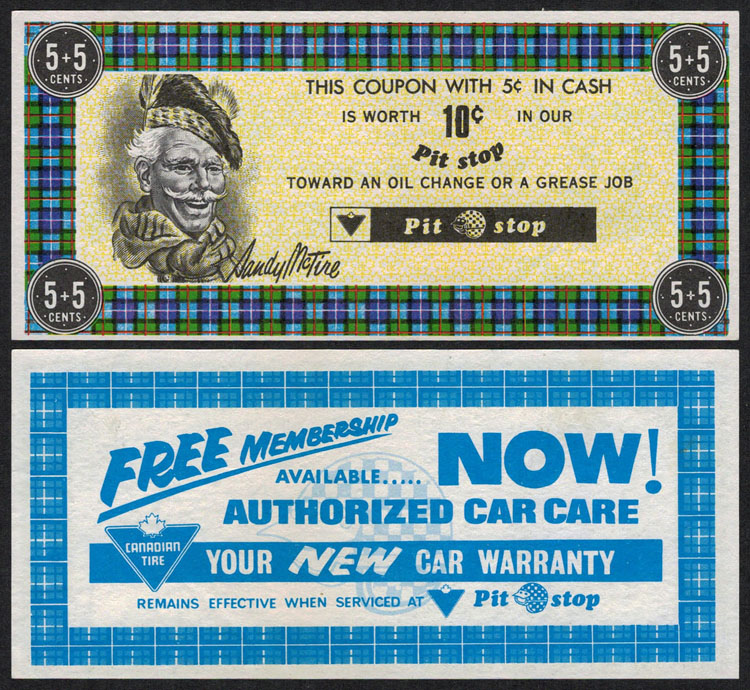 5+5
CENTS
5+5
CENTS
THIS COUPON WITH 5¢ IN CASH
IS WORTH 10¢ IN OUR
Pit stop
TOWARD AN OIL CHANGE OR A GREASE JOB
Pit stop
Sandy McTire
5+5
CENTS
5+5
CENTS
FREE MEMBERSHIP
AVAILABLE..... NOW!
AUTHORIZED CAR CARE
CANADIAN
TIRE
YOUR NEW CAR WARRANTY
REMAINS EFFECTIVE WHEN SERVICED AT Pit stop